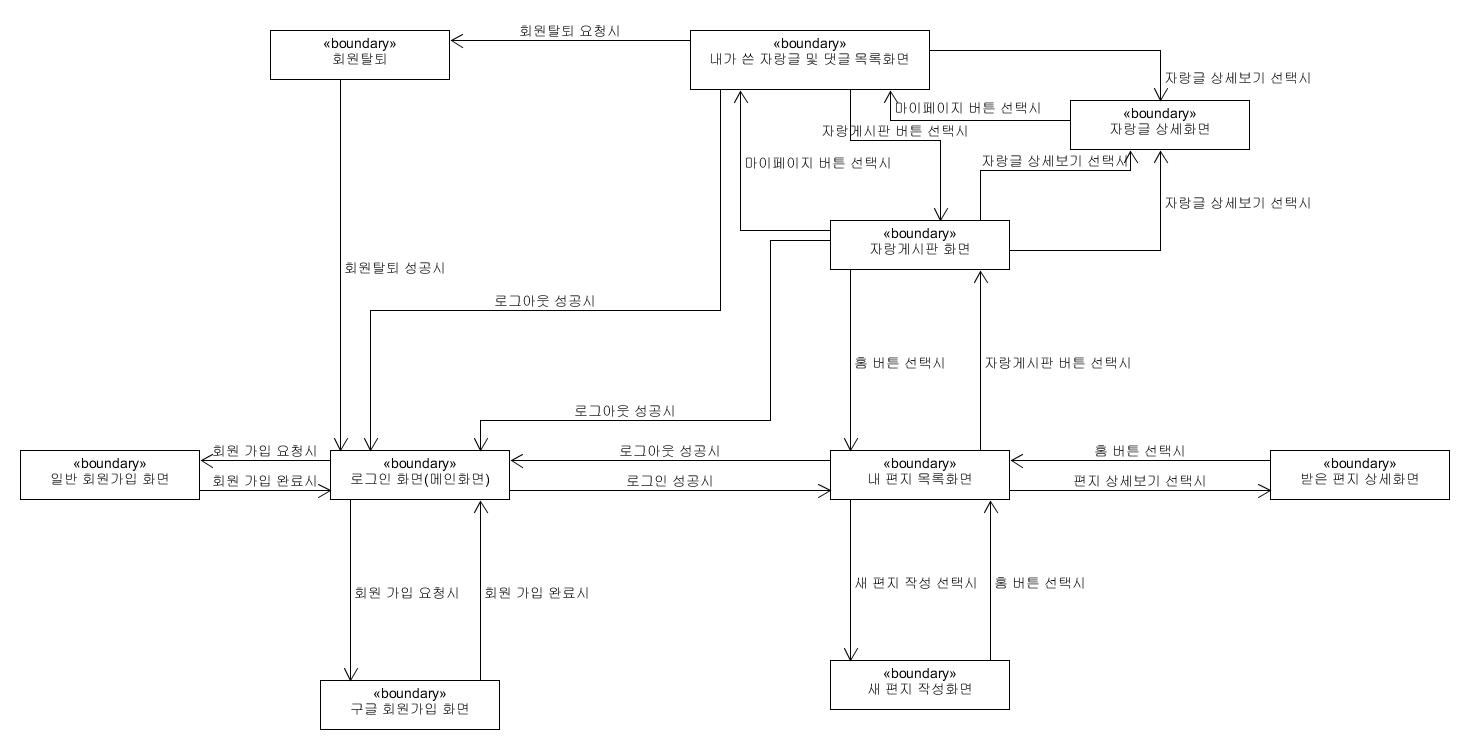 회원탈퇴 요청시
«boundary»
회원탈퇴
«boundary»
내가 쓴 자랑글 및 댓글 목록화면
자랑글 상세보기 선택시
마이페이지 버튼 선택시
«boundary»
자랑글 상세화면
자랑게시판 버튼 선택시
마이페이지 버튼 선택시
자랑글 상세보기 선택시
자랑글 상세보기 선택시
«boundary»
자랑게시판 화면
회원탈퇴 성공시
로그아웃 성공시
홈 버튼 선택시
자랑게시판 버튼 선택시
로그아웃 성공시
회원 가입 요청시
로그아웃 성공시
홈 버튼 선택시
«boundary»
일반 회원가입 화면
회원 가입 완료시
«boundary»
로그인 화면(메인화면)
로그인 성공시
«boundary»
내 편지 목록화면
편지 상세보기 선택시
«boundary»
받은 편지 상세화면
회원 가입 요청시
회원 가입 완료시
새 편지 작성 선택시
홈 버튼 선택시
«boundary»
구글 회원가입 화면
«boundary»
새 편지 작성화면